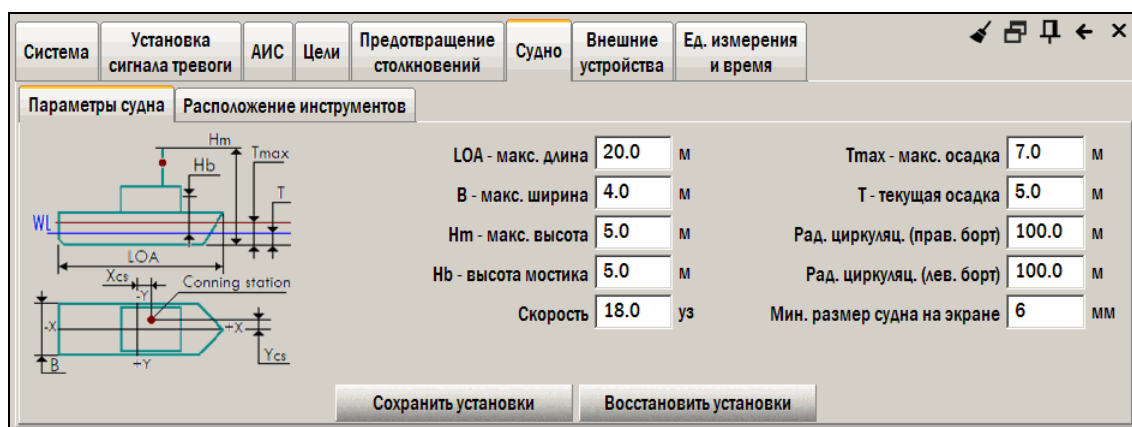 Система
Установка
сигнала тревоги
АИС
Цели
Предотвращение
столкновений
Судно
Внешние
устройства
Ед. измерения
и время
Параметры судна
Расположение инструментов
Hm
Tmax
Hb
T
WL
LOA
Xcs
-Y
Conning station
-X
+X
B
+Y
Ycs
LOA - макс. длина 20.0 м
B - макс. ширина 4.0 м
Hm - макс. высота 5.0 м
Hb - высота мостика 5.0 м
Скорость 18.0 уз
Tmax - макс. осадка 7.0 м
T - текущая осадка 5.0 м
Рад. циркуляц. (прав. борт) 100.0 м
Рад. циркуляц. (лев. борт) 100.0 м
Мин. размер судна на экране 6 мм
Сохранить установки
Восстановить установки